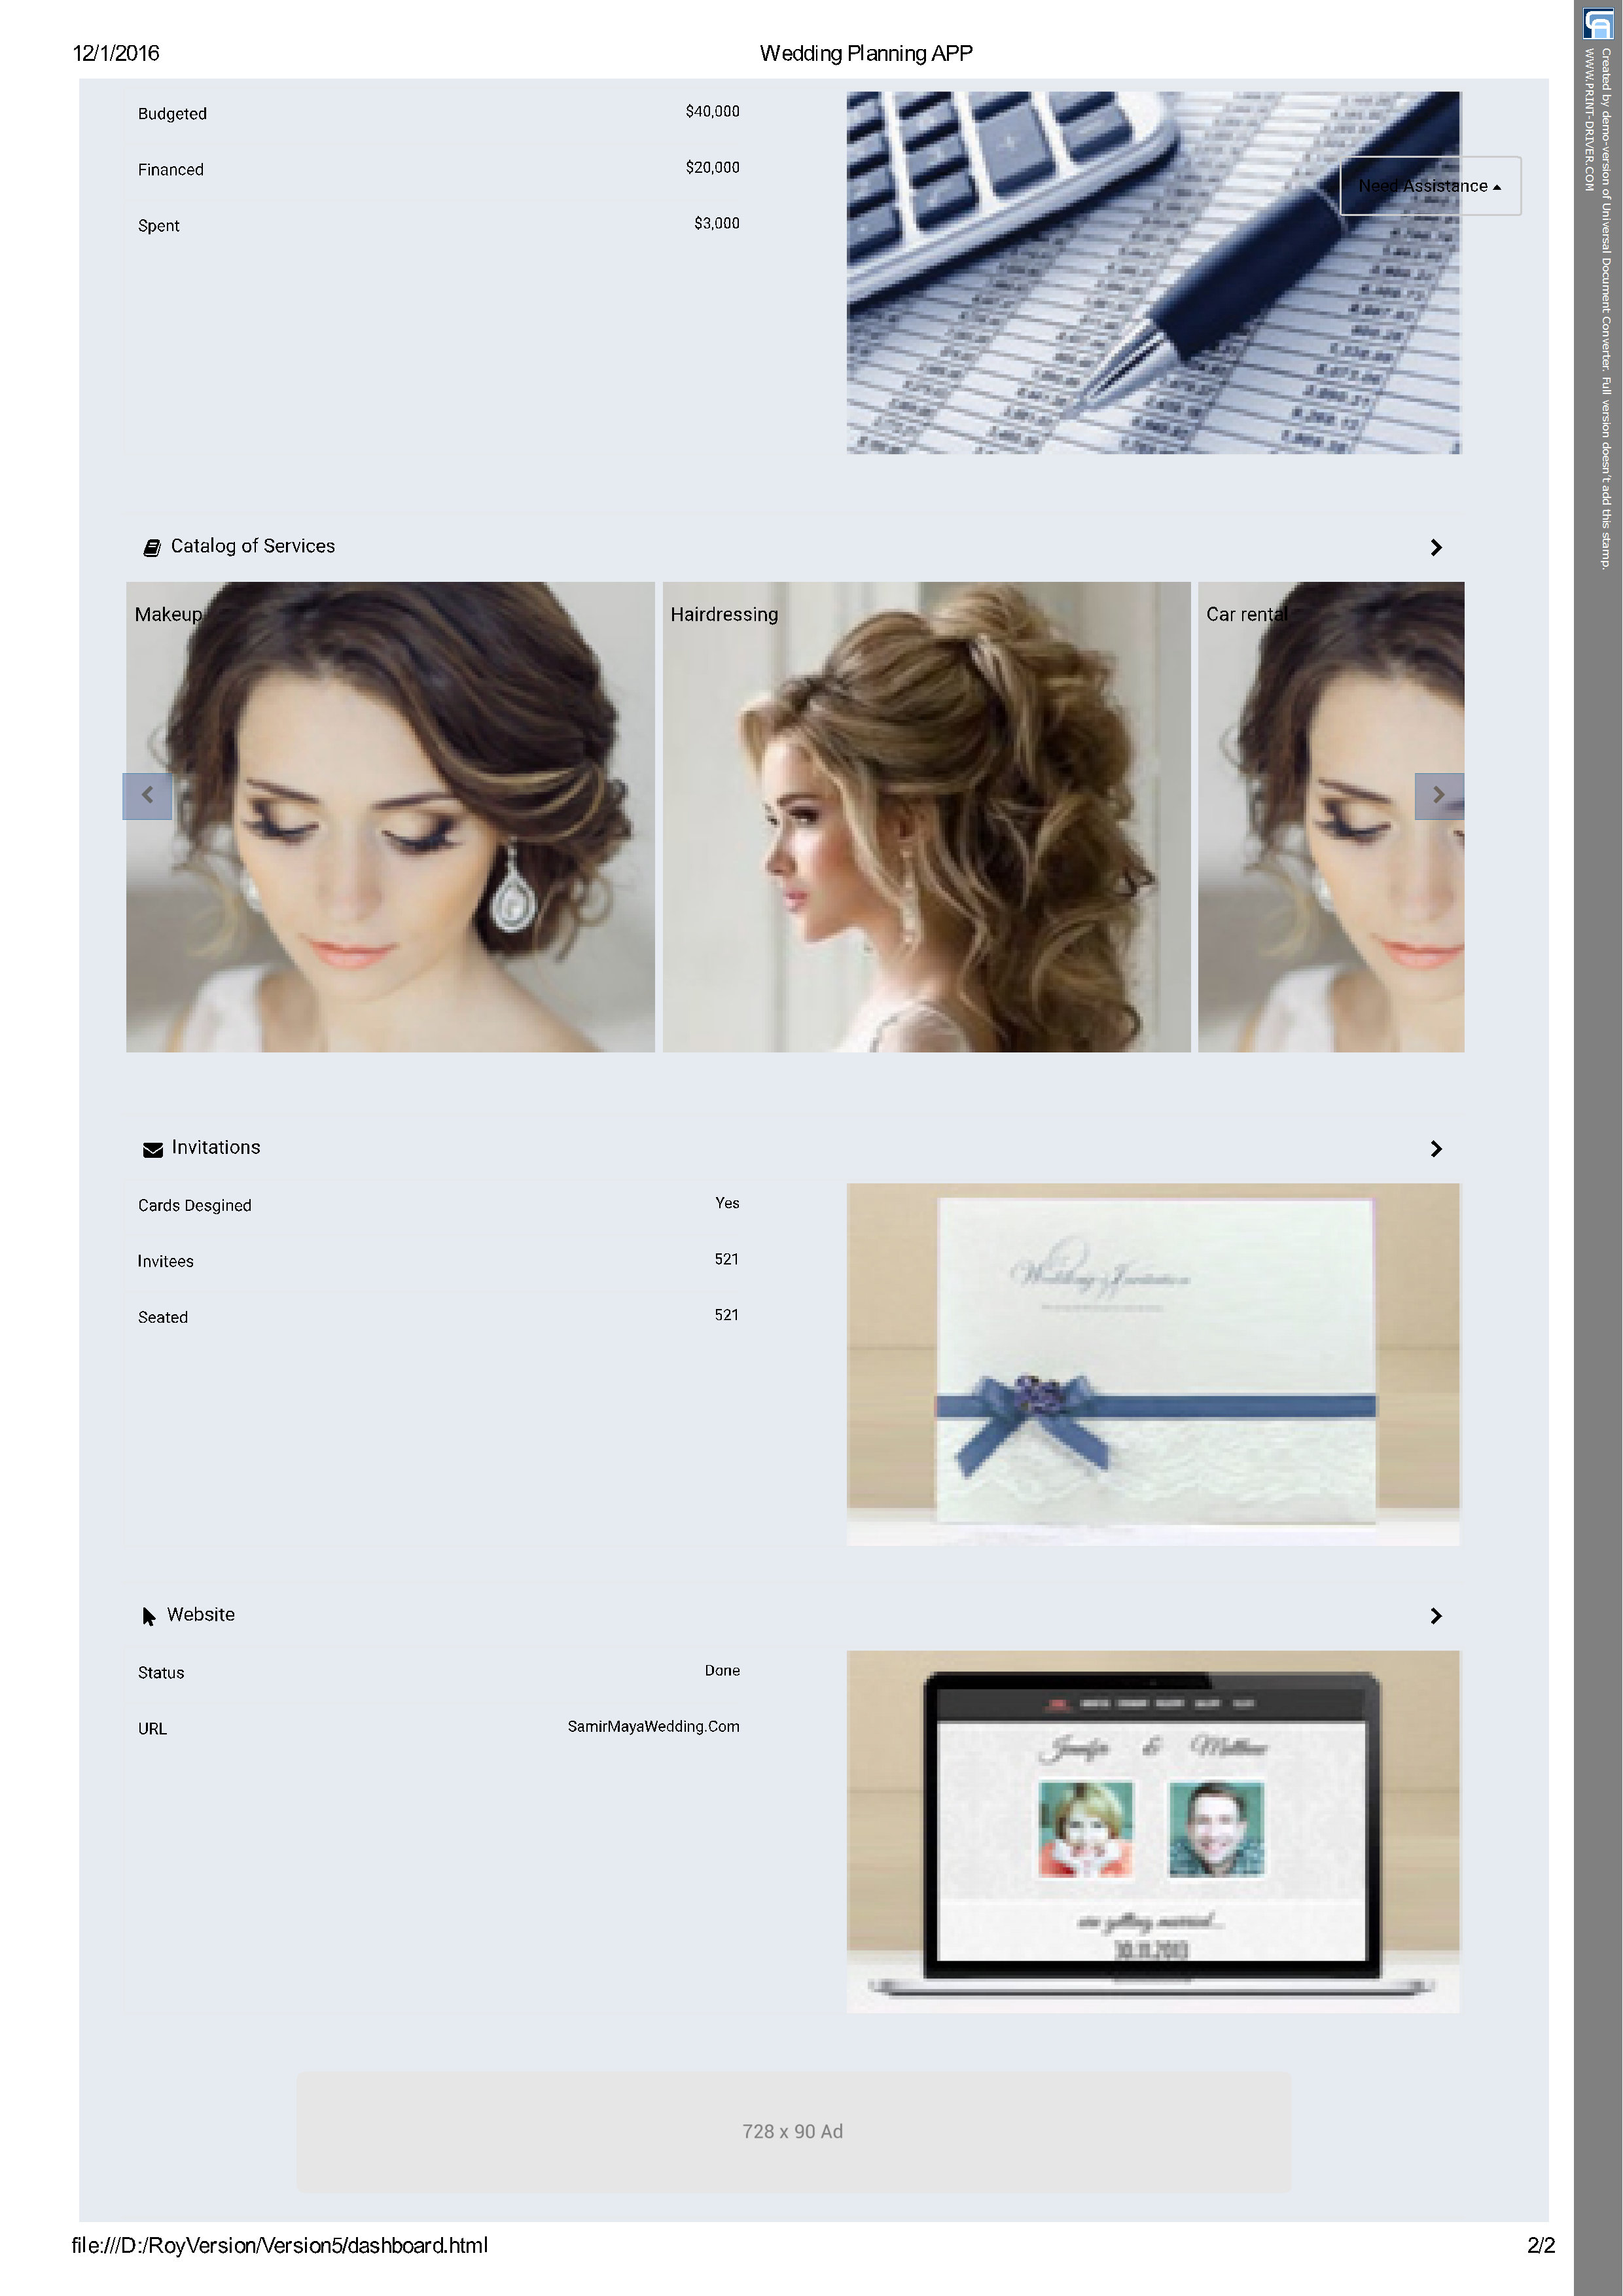 12/1/2016 Wedding Planning APP
Budgeted $40,000
Financed $20,000
Spent $3,000
Need Assistance
Catalog of Services
Makeup
Hairdressing
Car rental
Invitations
Cards Desgined Yes
Invitees 521
Seated 521
Wedding Invitation
Website
Status Done
URL SamirMayaWedding.Com
Jennifer & Matthew
are getting married...
30.11.2013
728 x 90 Ad
file:///D:/RoyVersion/Version5/dashboard.html 2/2
Created by demo-version of Universal Document Converter. Full version doesn't add this stamp.
WWW.PRINT-DRIVER.COM